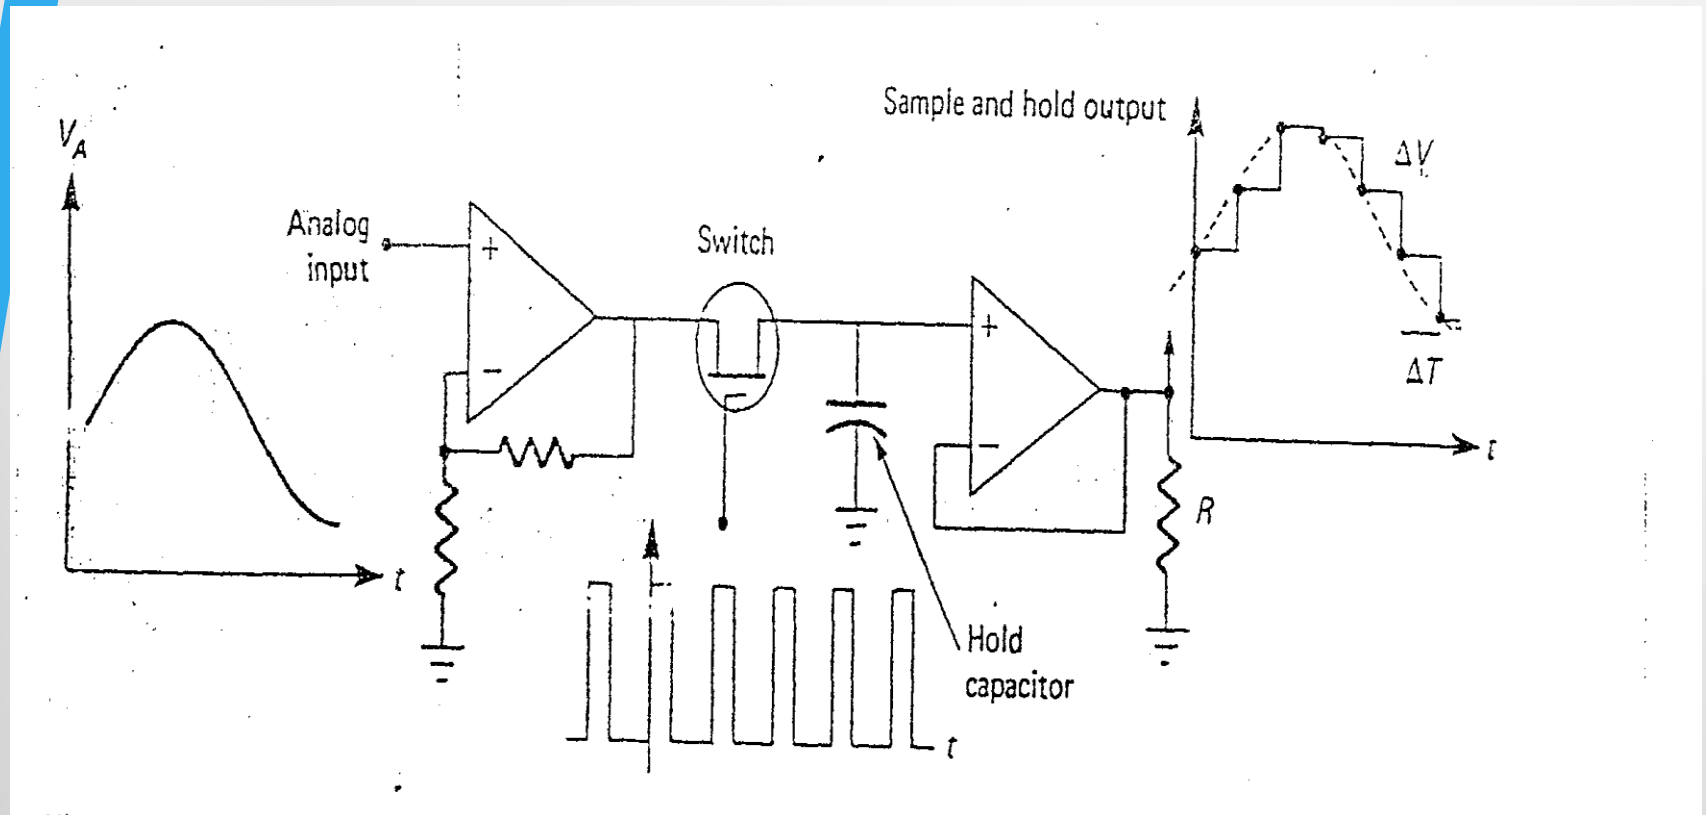 Sample and hold output
V_A
ΔV
Analog
input
+
Switch
+
−
ΔT
−
t
R
t
Hold
capacitor
t